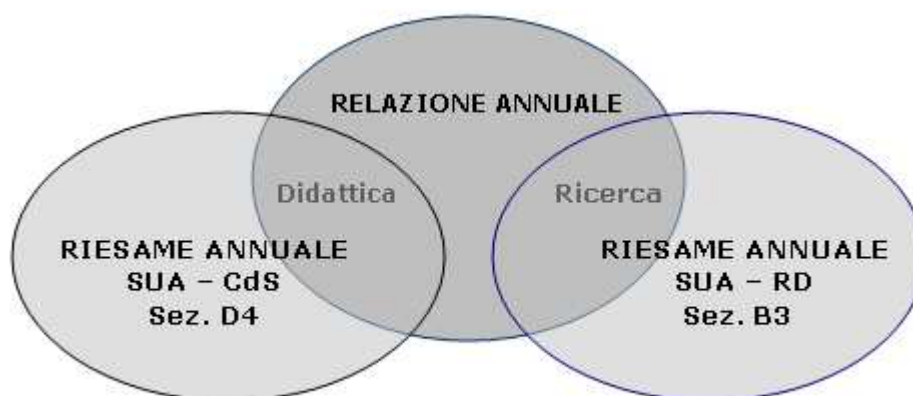 RELAZIONE ANNUALE
Didattica
Ricerca
RIESAME ANNUALE
SUA – CdS
Sez. D4
RIESAME ANNUALE
SUA – RD
Sez. B3